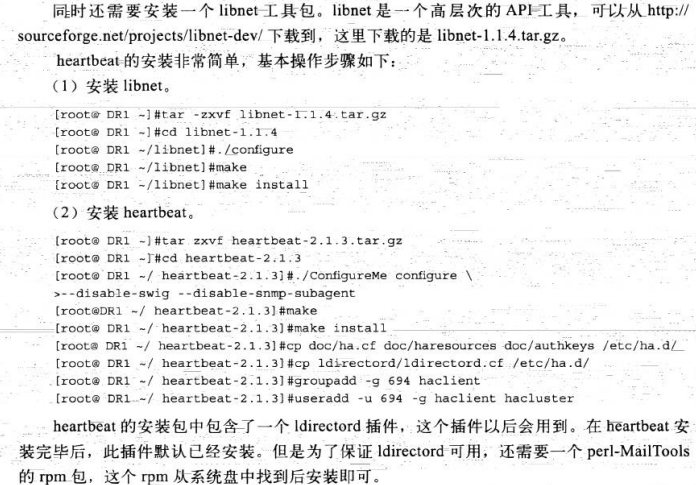 同时还需要安装一个 libnet 工具包。libnet 是一个高层次的 API 工具，可以从 http://
sourceforge.net/projects/libnet-dev/ 下载到，这里下载的是 libnet-1.1.4.tar.gz。
heartbeat 的安装非常简单，基本操作步骤如下：
（1）安装 libnet。
[root@ DR1 ~]#tar -zxvf libnet-1.1.4.tar.gz
[root@ DR1 ~]#cd libnet-1.1.4
[root@ DR1 ~/libnet]#./configure
[root@ DR1 ~/libnet]#make
[root@ DR1 ~/libnet]#make install
（2）安装 heartbeat。
[root@ DR1 ~]#tar zxvf heartbeat-2.1.3.tar.gz
[root@ DR1 ~]#cd heartbeat-2.1.3
[root@ DR1 ~/ heartbeat-2.1.3]#./ConfigureMe configure \
>--disable-swig --disable-snmp-subagent
[root@DR1 ~/ heartbeat-2.1.3]#make
[root@ DR1 ~/ heartbeat-2.1.3]#make install
[root@ DR1 ~/ heartbeat-2.1.3]#cp doc/ha.cf doc/haresources doc/authkeys /etc/ha.d/
[root@ DR1 ~/ heartbeat-2.1.3]#cp ldirectord/ldirectord.cf /etc/ha.d/
[root@ DR1 ~/ heartbeat-2.1.3]#groupadd -g 694 haclient
[root@ DR1 ~/ heartbeat-2.1.3]#useradd -u 694 -g haclient hacluster
heartbeat 的安装包中包含了一个 ldirectord 插件，这个插件以后会用到。在 heartbeat 安
装完毕后，此插件默认已经安装。但是为了保证 ldirectord 可用，还需要一个 perl-MailTools
的 rpm 包，这个 rpm 从系统盘中找到后安装即可。